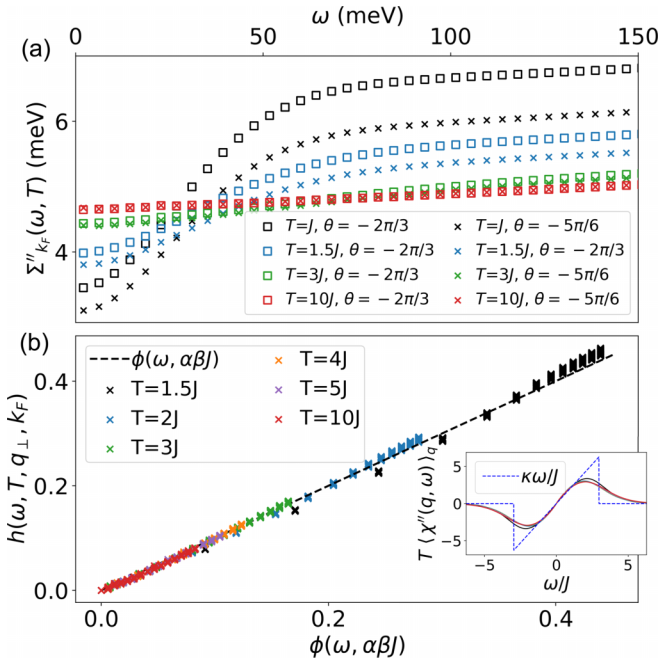 ω (meV)
0 50 100 150
(a)
Σ''kF(ω, T) (meV)
6
4
T=J, θ = −2π/3 T=J, θ = −5π/6
T=1.5J, θ = −2π/3 T=1.5J, θ = −2π/3
T=3J, θ = −2π/3 T=3J, θ = −5π/6
T=10J, θ = −2π/3 T=10J, θ = −5π/6
(b)
h(ω, T, q⊥, kF)
0.4
0.2
0.0
ϕ(ω, αβJ) T=4J
T=1.5J T=5J
T=2J T=10J
T=3J
T ⟨χ''(q, ω)⟩q
κω/J
5
0
−5
−5 0 5
ω/J
0.0 0.2 0.4
ϕ(ω, αβJ)